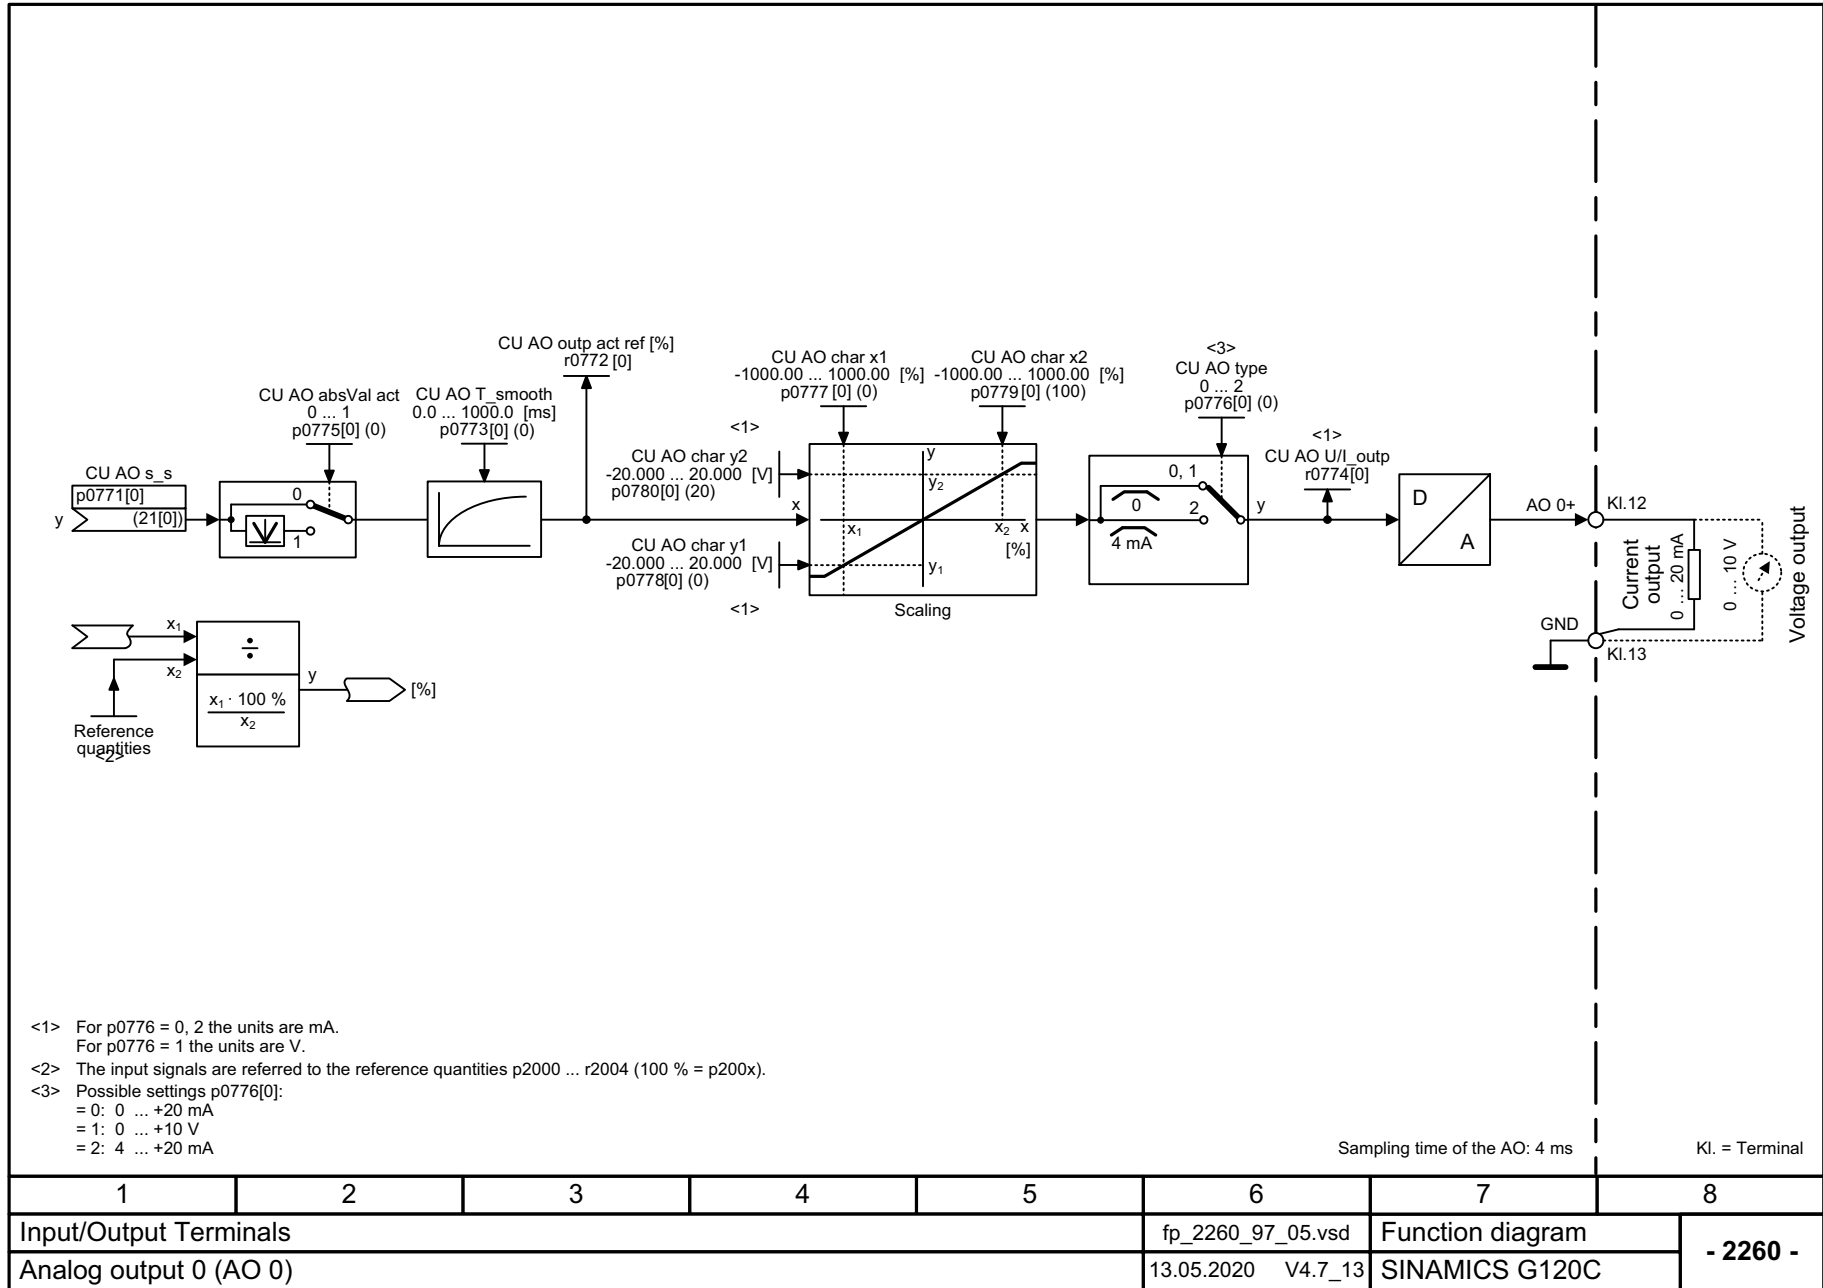 CU AO s_s
p0771[0]
y
(21[0])
CU AO absVal act
0 ... 1
p0775[0] (0)
0
1
CU AO T_smooth
0.0 ... 1000.0 [ms]
p0773[0] (0)
CU AO outp act ref [%]
r0772 [0]
<1>
CU AO char y2
-20.000 ... 20.000 [V]
p0780[0] (20)
x
CU AO char y1
-20.000 ... 20.000 [V]
p0778[0] (0)
<1>
CU AO char x1
-1000.00 ... 1000.00 [%]
p0777 [0] (0)
CU AO char x2
-1000.00 ... 1000.00 [%]
p0779[0] (100)
y
y2
x1
x2 x
[%]
y1
Scaling
<3>
CU AO type
0 ... 2
p0776[0] (0)
0, 1
0
2
4 mA
y
<1>
CU AO U/I_outp
r0774[0]
D
A
AO 0+
Kl.12
Current
output
0 ... 20 mA
0 ... 10 V
Voltage output
GND
Kl.13
x1
x2
÷
x1 · 100 %
x2
y
[%]
Reference
quantities
<2>
<1> For p0776 = 0, 2 the units are mA.
For p0776 = 1 the units are V.
<2> The input signals are referred to the reference quantities p2000 ... r2004 (100 % = p200x).
<3> Possible settings p0776[0]:
= 0: 0 ... +20 mA
= 1: 0 ... +10 V
= 2: 4 ... +20 mA
Sampling time of the AO: 4 ms
Kl. = Terminal
1 2 3 4 5 6 7 8
Input/Output Terminals
fp_2260_97_05.vsd
Function diagram
- 2260 -
Analog output 0 (AO 0)
13.05.2020 V4.7_13
SINAMICS G120C